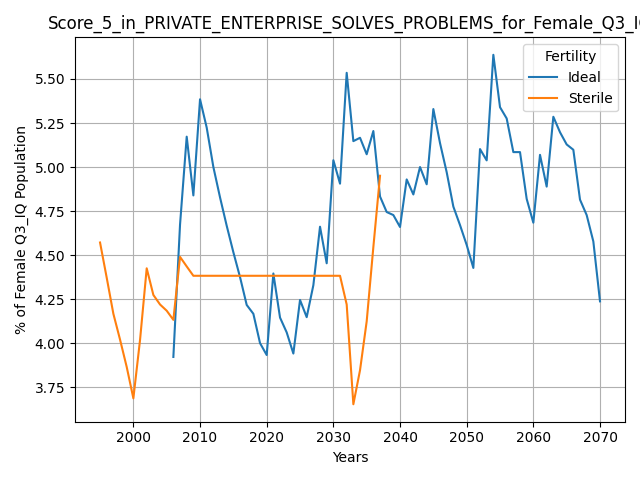 Score_5_in_PRIVATE_ENTERPRISE_SOLVES_PROBLEMS_for_Female_Q3_IQ
Fertility
Ideal
Sterile
% of Female Q3_IQ Population
5.50
5.25
5.00
4.75
4.50
4.25
4.00
3.75
2000 2010 2020 2030 2040 2050 2060 2070
Years